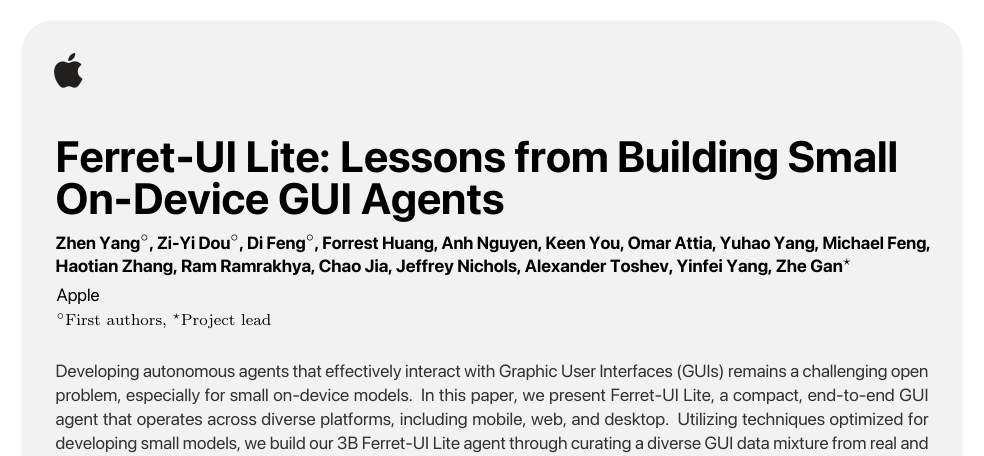 Ferret-UI Lite: Lessons from Building Small
On-Device GUI Agents
Zhen Yang°, Zi-Yi Dou°, Di Feng°, Forrest Huang, Anh Nguyen, Keen You, Omar Attia, Yuhao Yang, Michael Feng,
Haotian Zhang, Ram Ramrakhya, Chao Jia, Jeffrey Nichols, Alexander Toshev, Yinfei Yang, Zhe Gan⋆
Apple
°First authors, ⋆Project lead
Developing autonomous agents that effectively interact with Graphic User Interfaces (GUIs) remains a challenging open
problem, especially for small on-device models. In this paper, we present Ferret-UI Lite, a compact, end-to-end GUI
agent that operates across diverse platforms, including mobile, web, and desktop. Utilizing techniques optimized for
developing small models, we build our 3B Ferret-UI Lite agent through curating a diverse GUI data mixture from real and